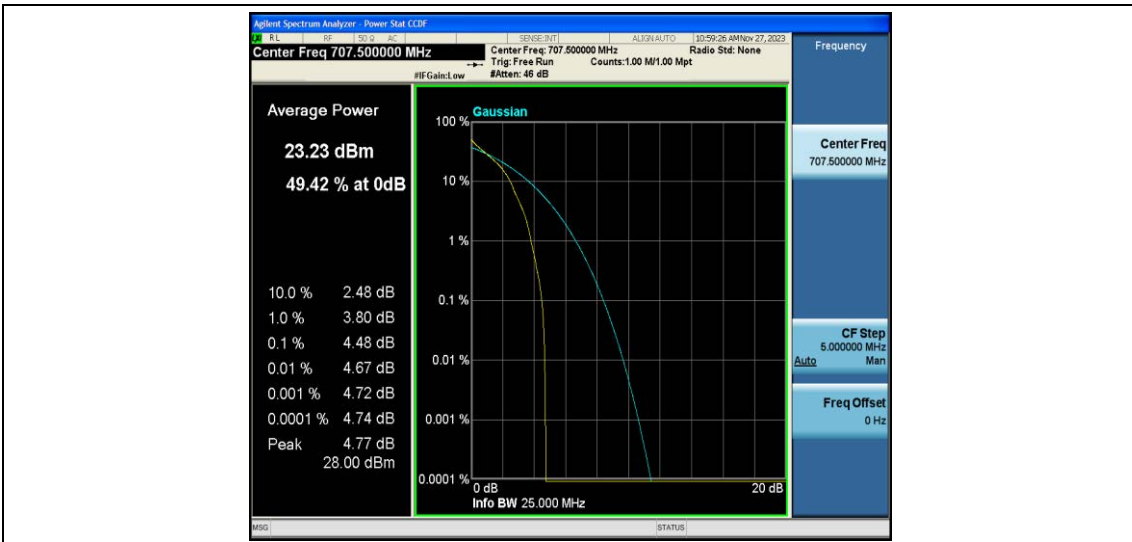 Agilent Spectrum Analyzer - Power Stat CCDF
LXI RL RF 50 Ω AC SENSE:INT ALIGN AUTO 10:59:26 AM Nov 27, 2023
Center Freq 707.500000 MHz
Center Freq: 707.500000 MHz Radio Std: None
Trig: Free Run Counts:1.00 M/1.00 Mpt
#IFGain:Low #Atten: 46 dB
Frequency
Average Power
23.23 dBm
49.42 % at 0dB
10.0 % 2.48 dB
1.0 % 3.80 dB
0.1 % 4.48 dB
0.01 % 4.67 dB
0.001 % 4.72 dB
0.0001 % 4.74 dB
Peak 4.77 dB
28.00 dBm
Gaussian
100 %
10 %
1 %
0.1 %
0.01 %
0.001 %
0.0001 %
0 dB 20 dB
Info BW 25.000 MHz
Center Freq
707.500000 MHz
CF Step
5.000000 MHz
Auto Man
Freq Offset
0 Hz
MSG STATUS